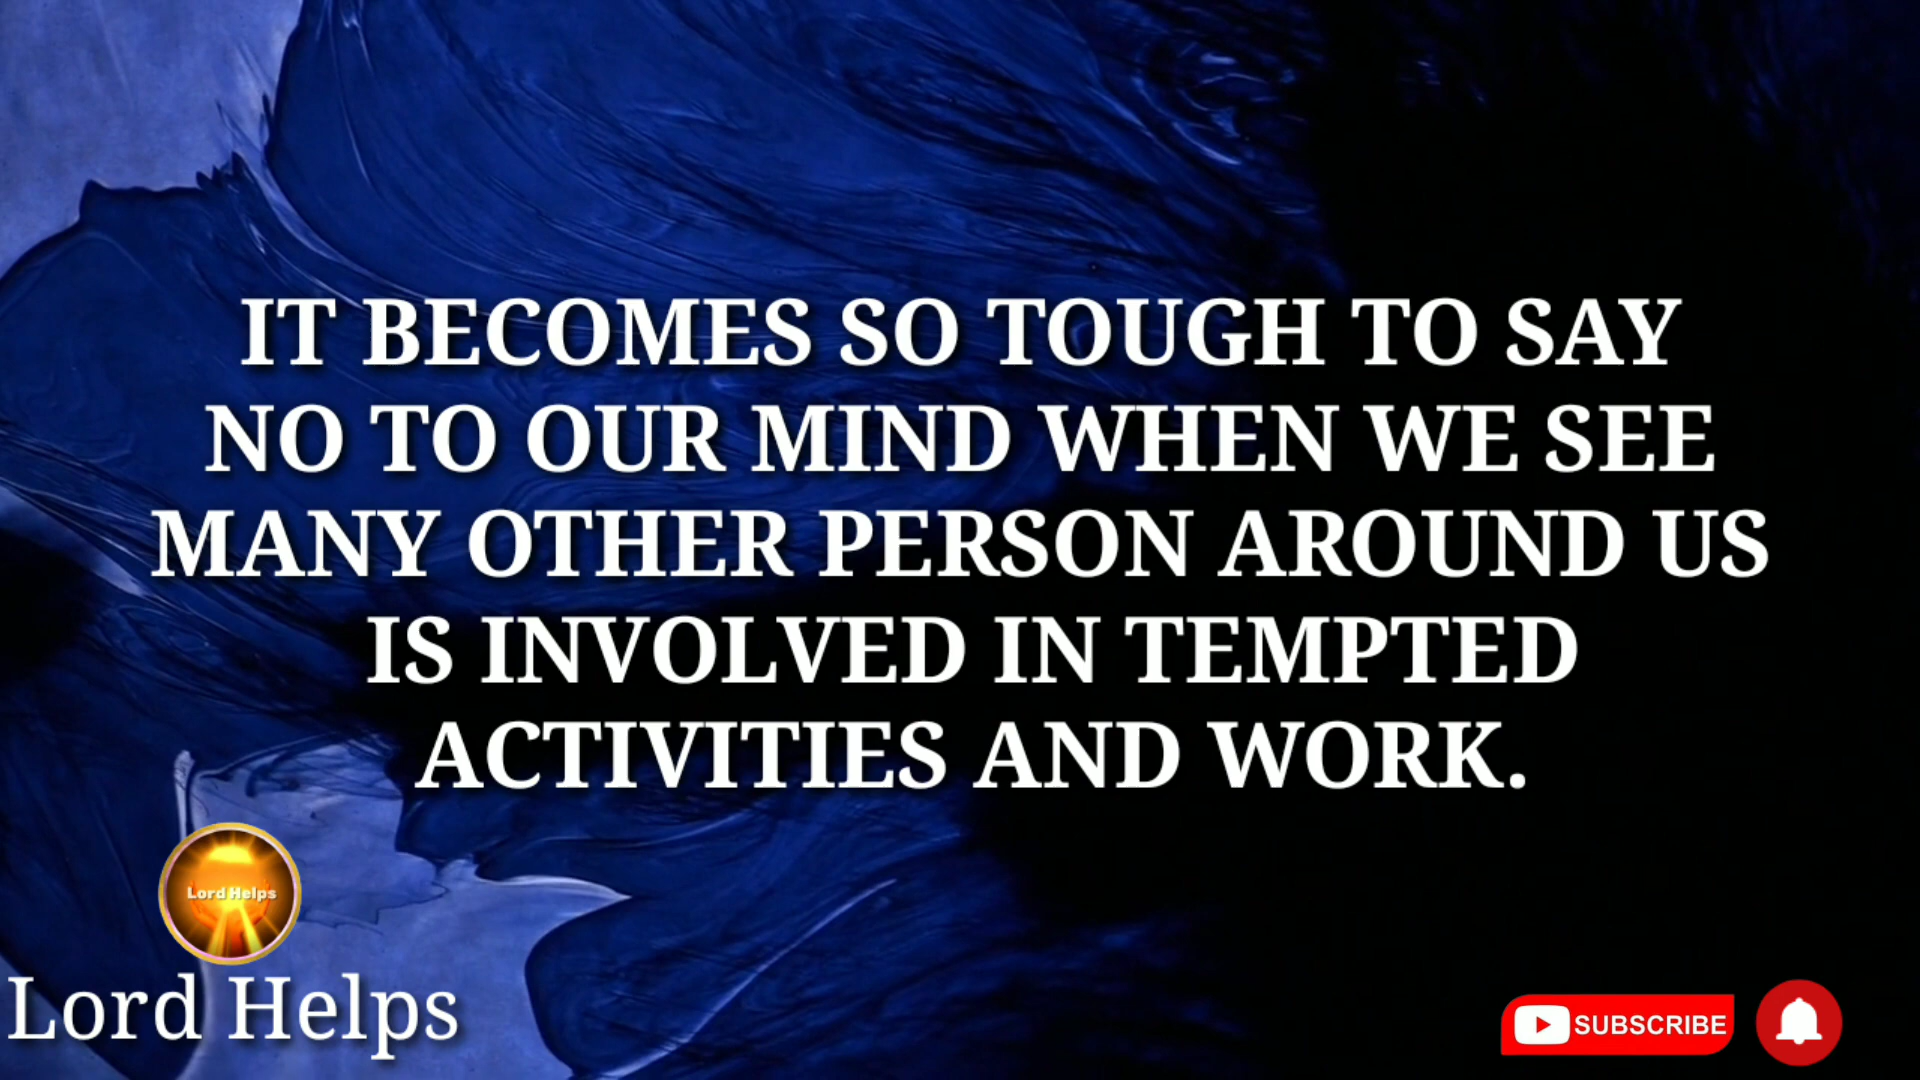 IT BECOMES SO TOUGH TO SAY
NO TO OUR MIND WHEN WE SEE
MANY OTHER PERSON AROUND US
IS INVOLVED IN TEMPTED
ACTIVITIES AND WORK.
Lord Helps
Lord Helps
SUBSCRIBE